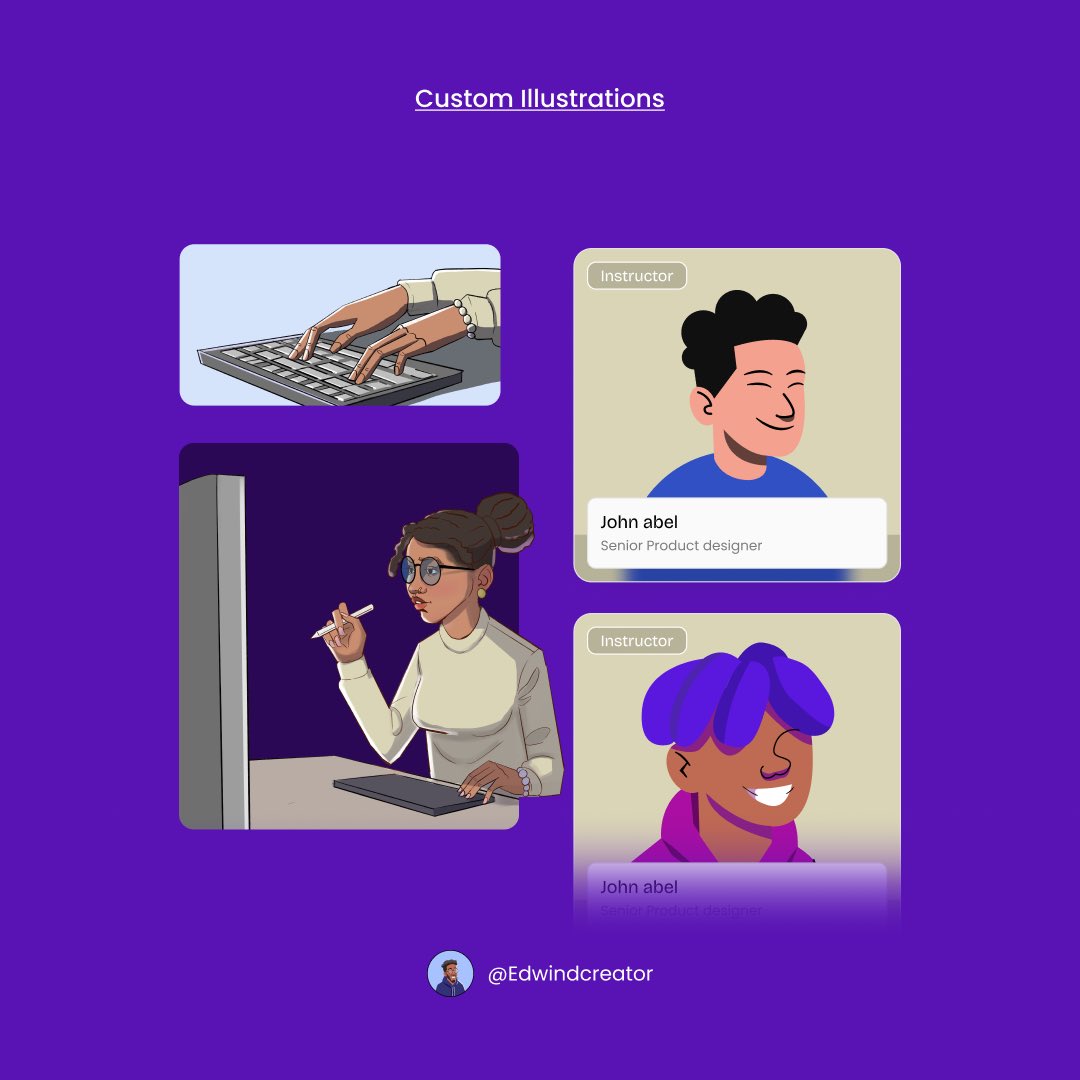 Custom Illustrations
Instructor
John abel
Senior Product designer
Instructor
John abel
Senior Product designer
@Edwindcreator